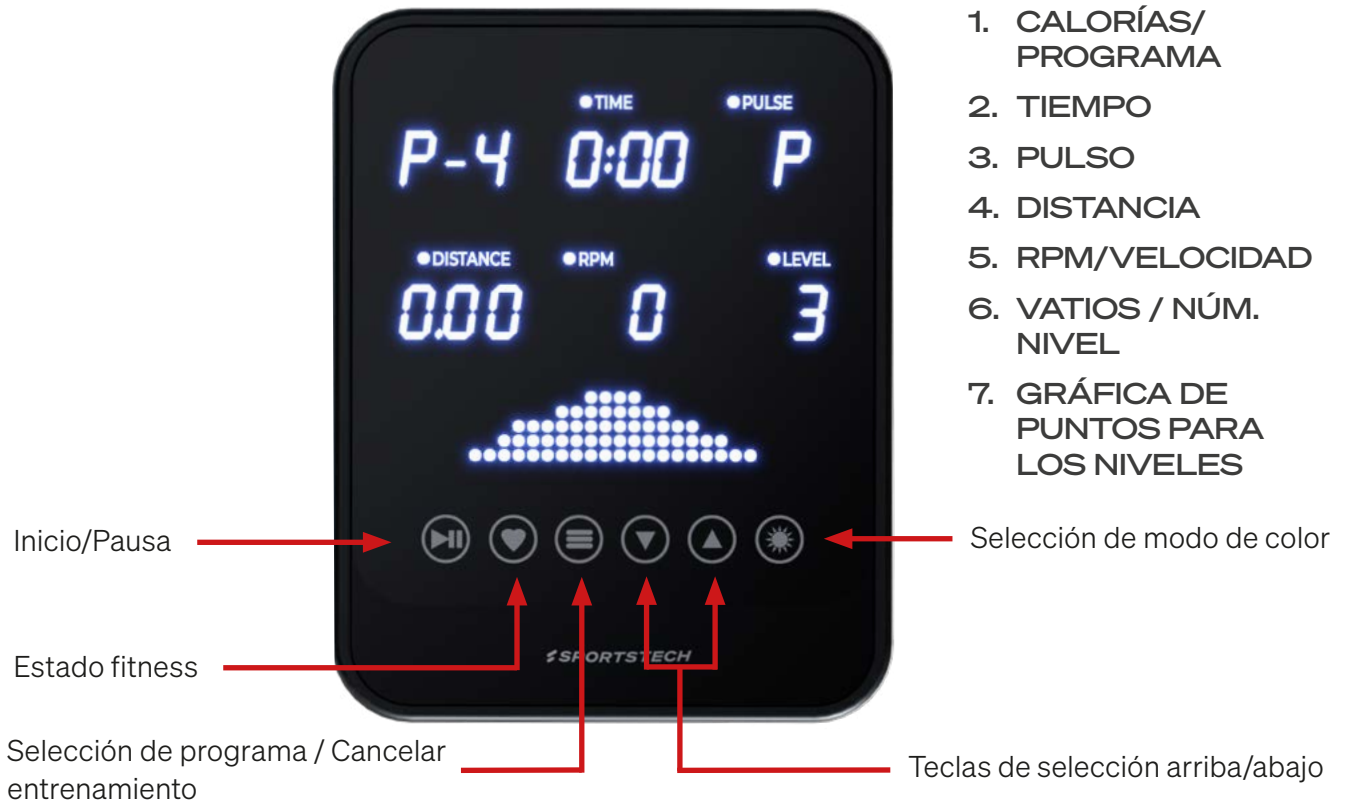 TIME PULSE
P-4 0:00 P
DISTANCE RPM LEVEL
0.00 0 3
SPORTSTECH
1. CALORÍAS/
PROGRAMA
2. TIEMPO
3. PULSO
4. DISTANCIA
5. RPM/VELOCIDAD
6. VATIOS / NÚM.
NIVEL
7. GRÁFICA DE
PUNTOS PARA
LOS NIVELES
Inicio/Pausa
Selección de modo de color
Estado fitness
Selección de programa / Cancelar
entrenamiento
Teclas de selección arriba/abajo